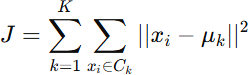 $J = \sum_{k=1}^{K} \sum_{x_i \in C_k} ||x_i - \mu_k||^2$